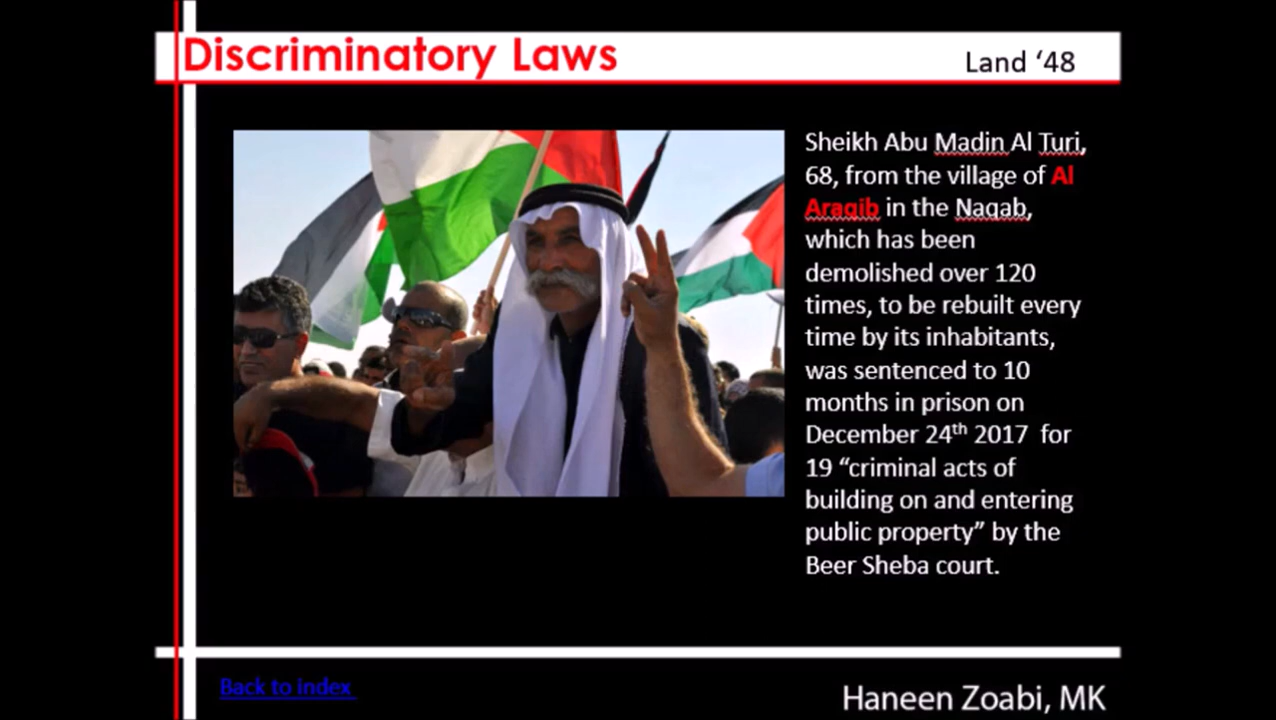 Discriminatory Laws
Land ‘48
Sheikh Abu Madin Al Turi,
68, from the village of Al
Araqib in the Naqab,
which has been
demolished over 120
times, to be rebuilt every
time by its inhabitants,
was sentenced to 10
months in prison on
December 24th 2017  for
19 “criminal acts of
building on and entering
public property” by the
Beer Sheba court.
Back to index
Haneen Zoabi, MK